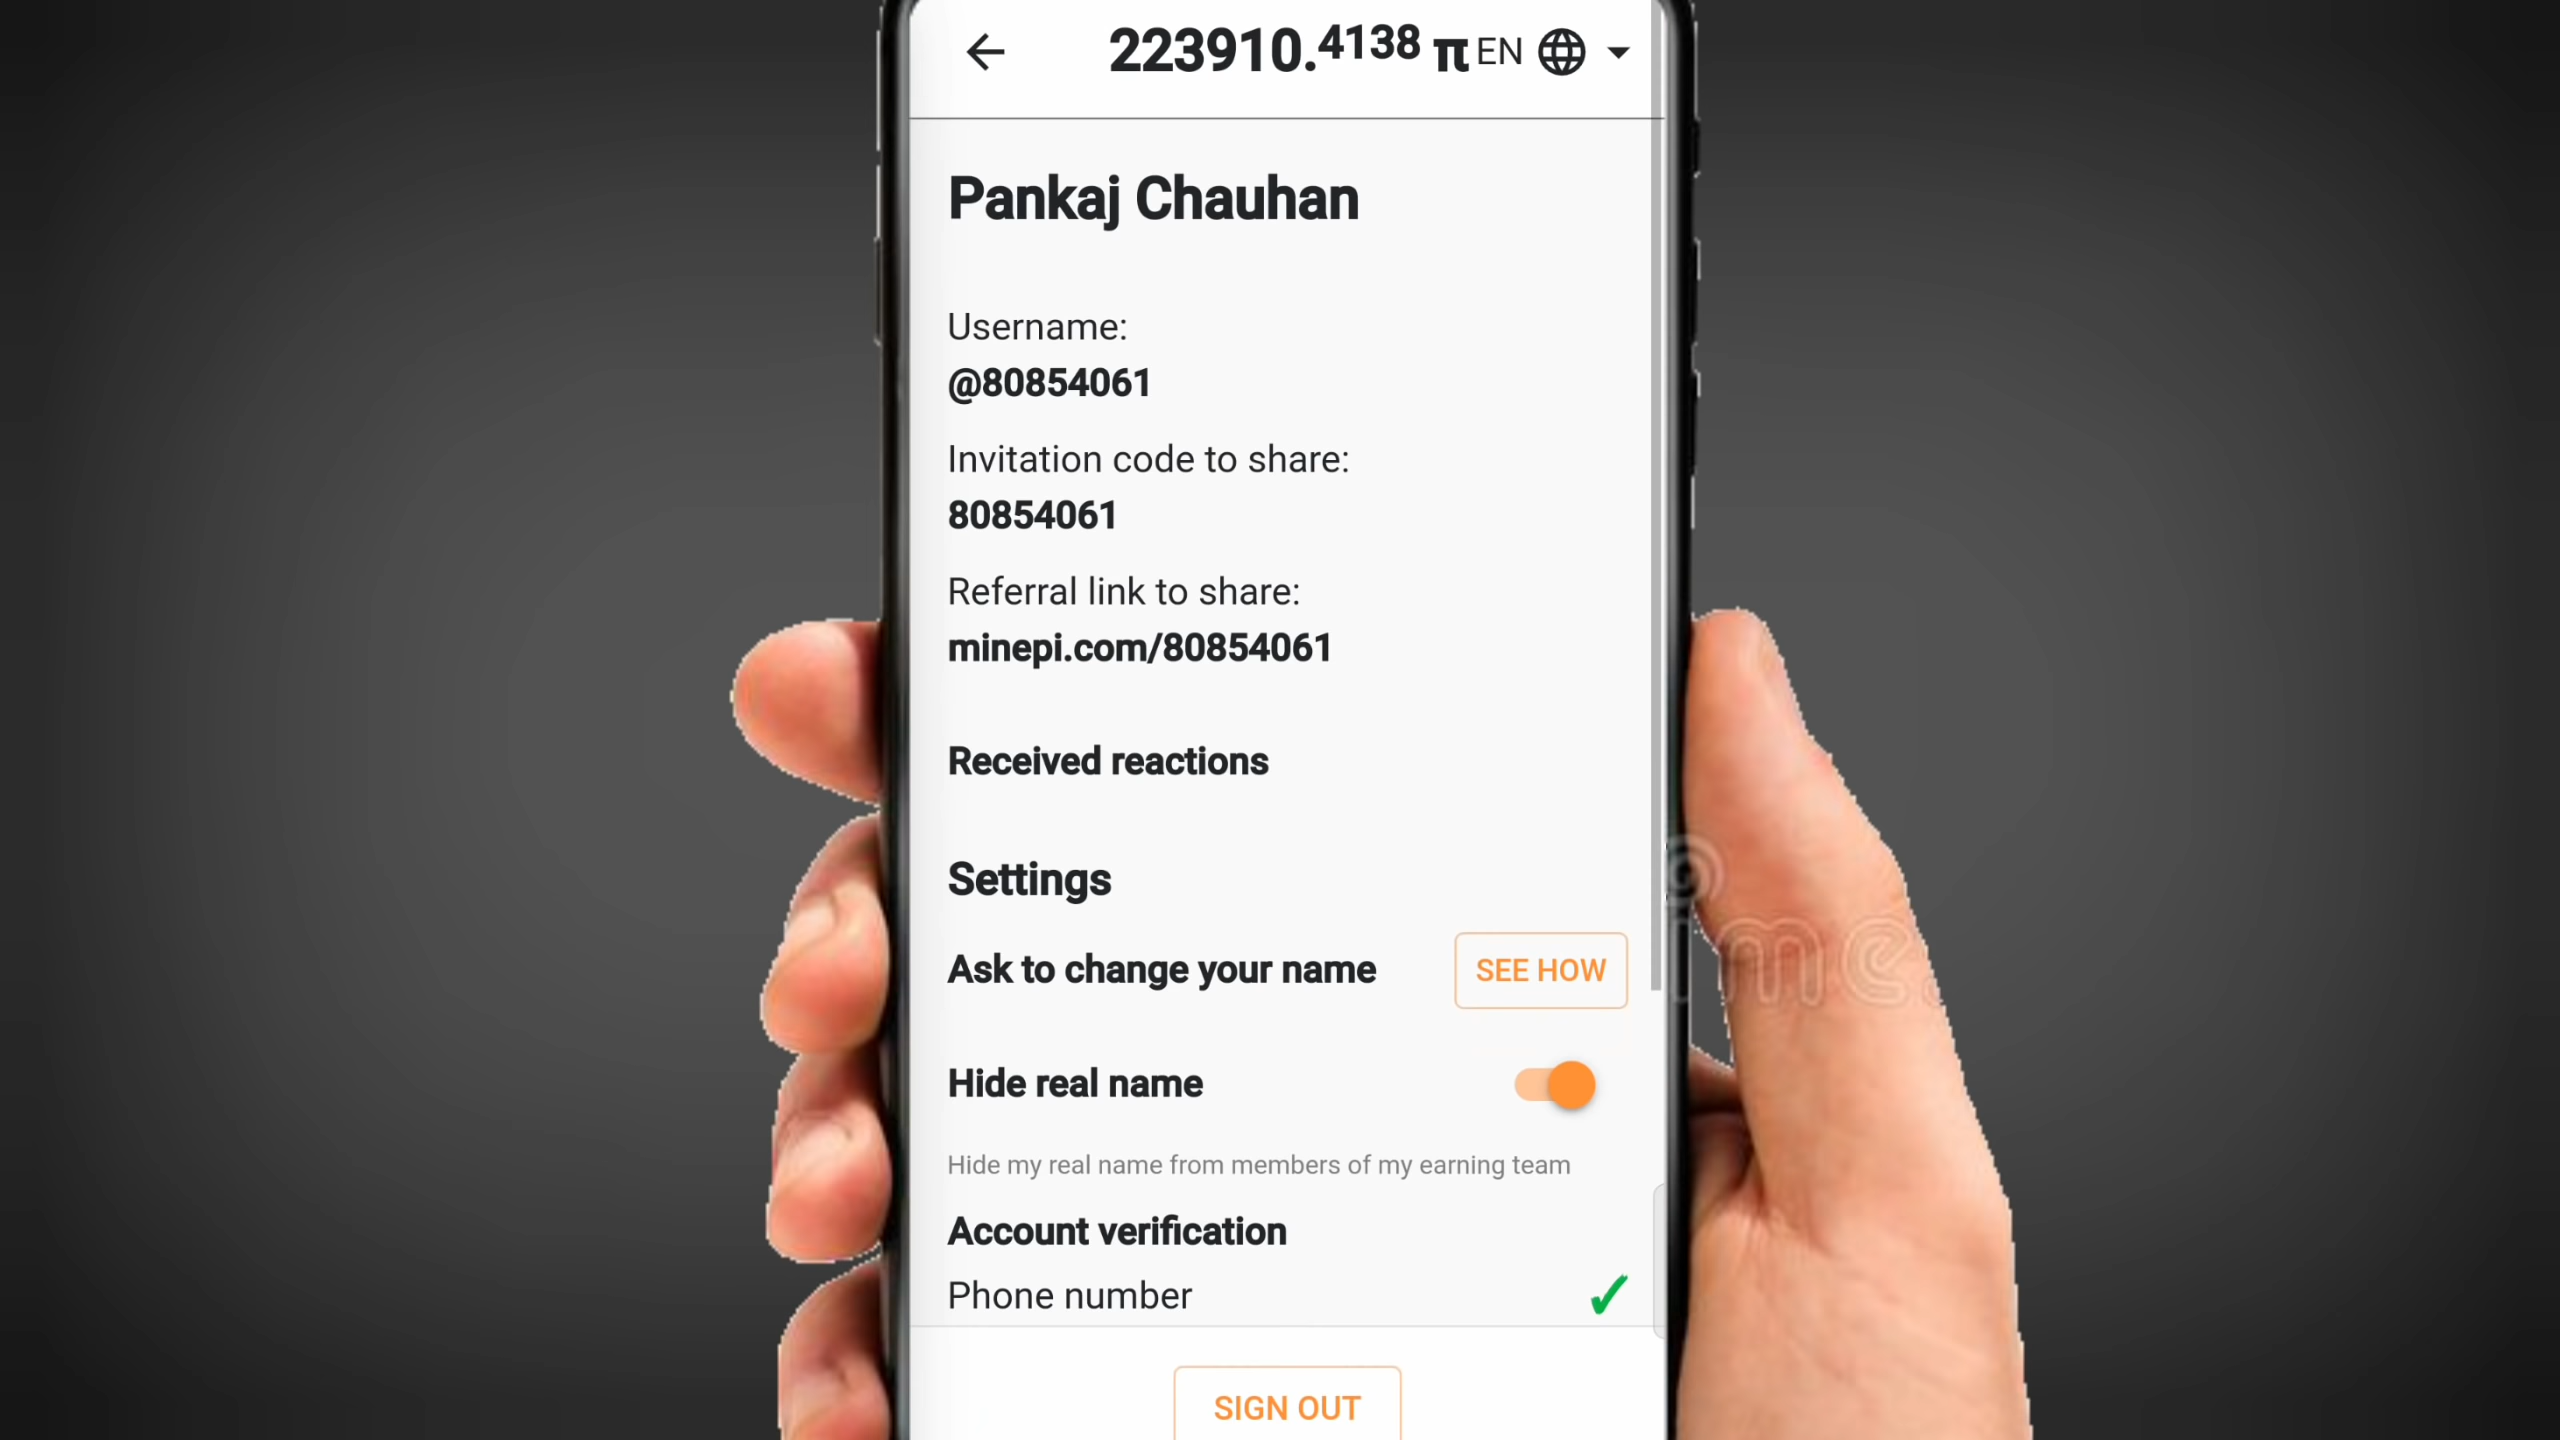 223910.4138 π EN
Pankaj Chauhan
Username:
@80854061
Invitation code to share:
80854061
Referral link to share:
minepi.com/80854061
Received reactions
Settings
Ask to change your name SEE HOW
Hide real name
Hide my real name from members of my earning team
Account verification
Phone number
SIGN OUT